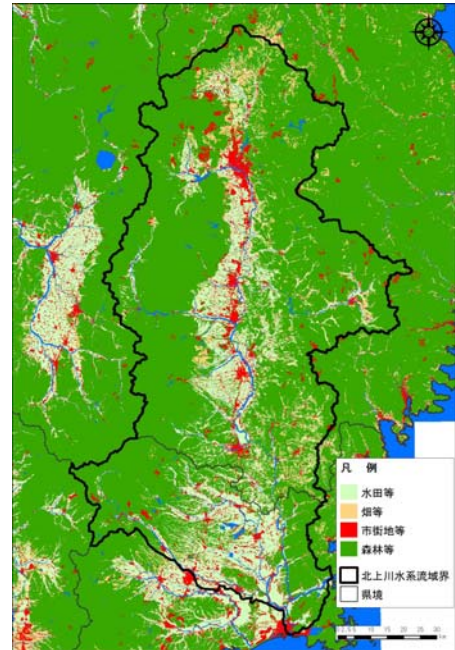 凡 例
水田等
畑等
市街地等
森林等
北上川水系流域界
県境